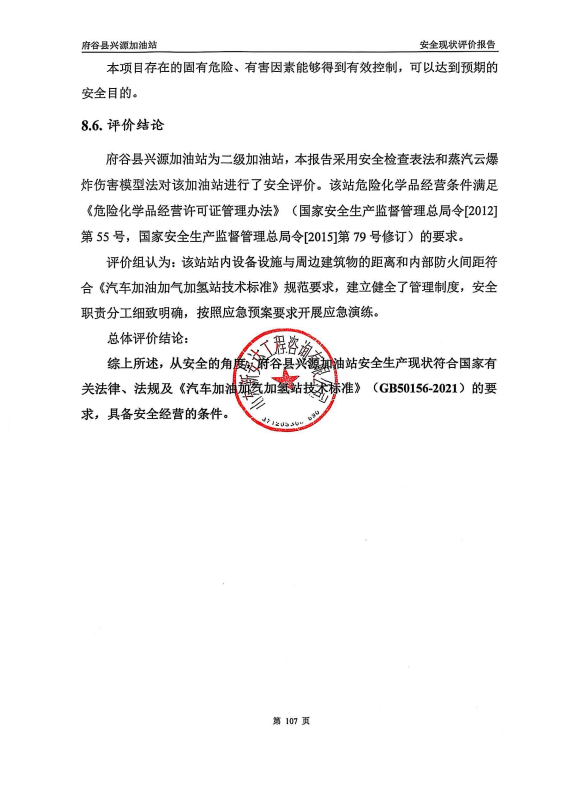 府谷县兴源加油站 安全现状评价报告
本项目存在的固有危险、有害因素能够得到有效控制，可以达到预期的
安全目的。
8.6. 评价结论
府谷县兴源加油站为二级加油站，本报告采用安全检查表法和蒸汽云爆
炸伤害模型法对该加油站进行了安全评价。该站危险化学品经营条件满足
《危险化学品经营许可证管理办法》（国家安全生产监督管理总局令[2012]
第 55 号，国家安全生产监督管理总局令[2015]第 79 号修订）的要求。
评价组认为：该站站内设备设施与周边建筑物的距离和内部防火间距符
合《汽车加油加气加氢站技术标准》规范要求，建立健全了管理制度，安全
职责分工细致明确，按照应急预案要求开展应急演练。
总体评价结论：
综上所述，从安全的角度，府谷县兴源加油站安全生产现状符合国家有
关法律、法规及《汽车加油加气加氢站技术标准》（GB50156-2021）的要
求，具备安全经营的条件。
工程咨询有限公司
第 107 页